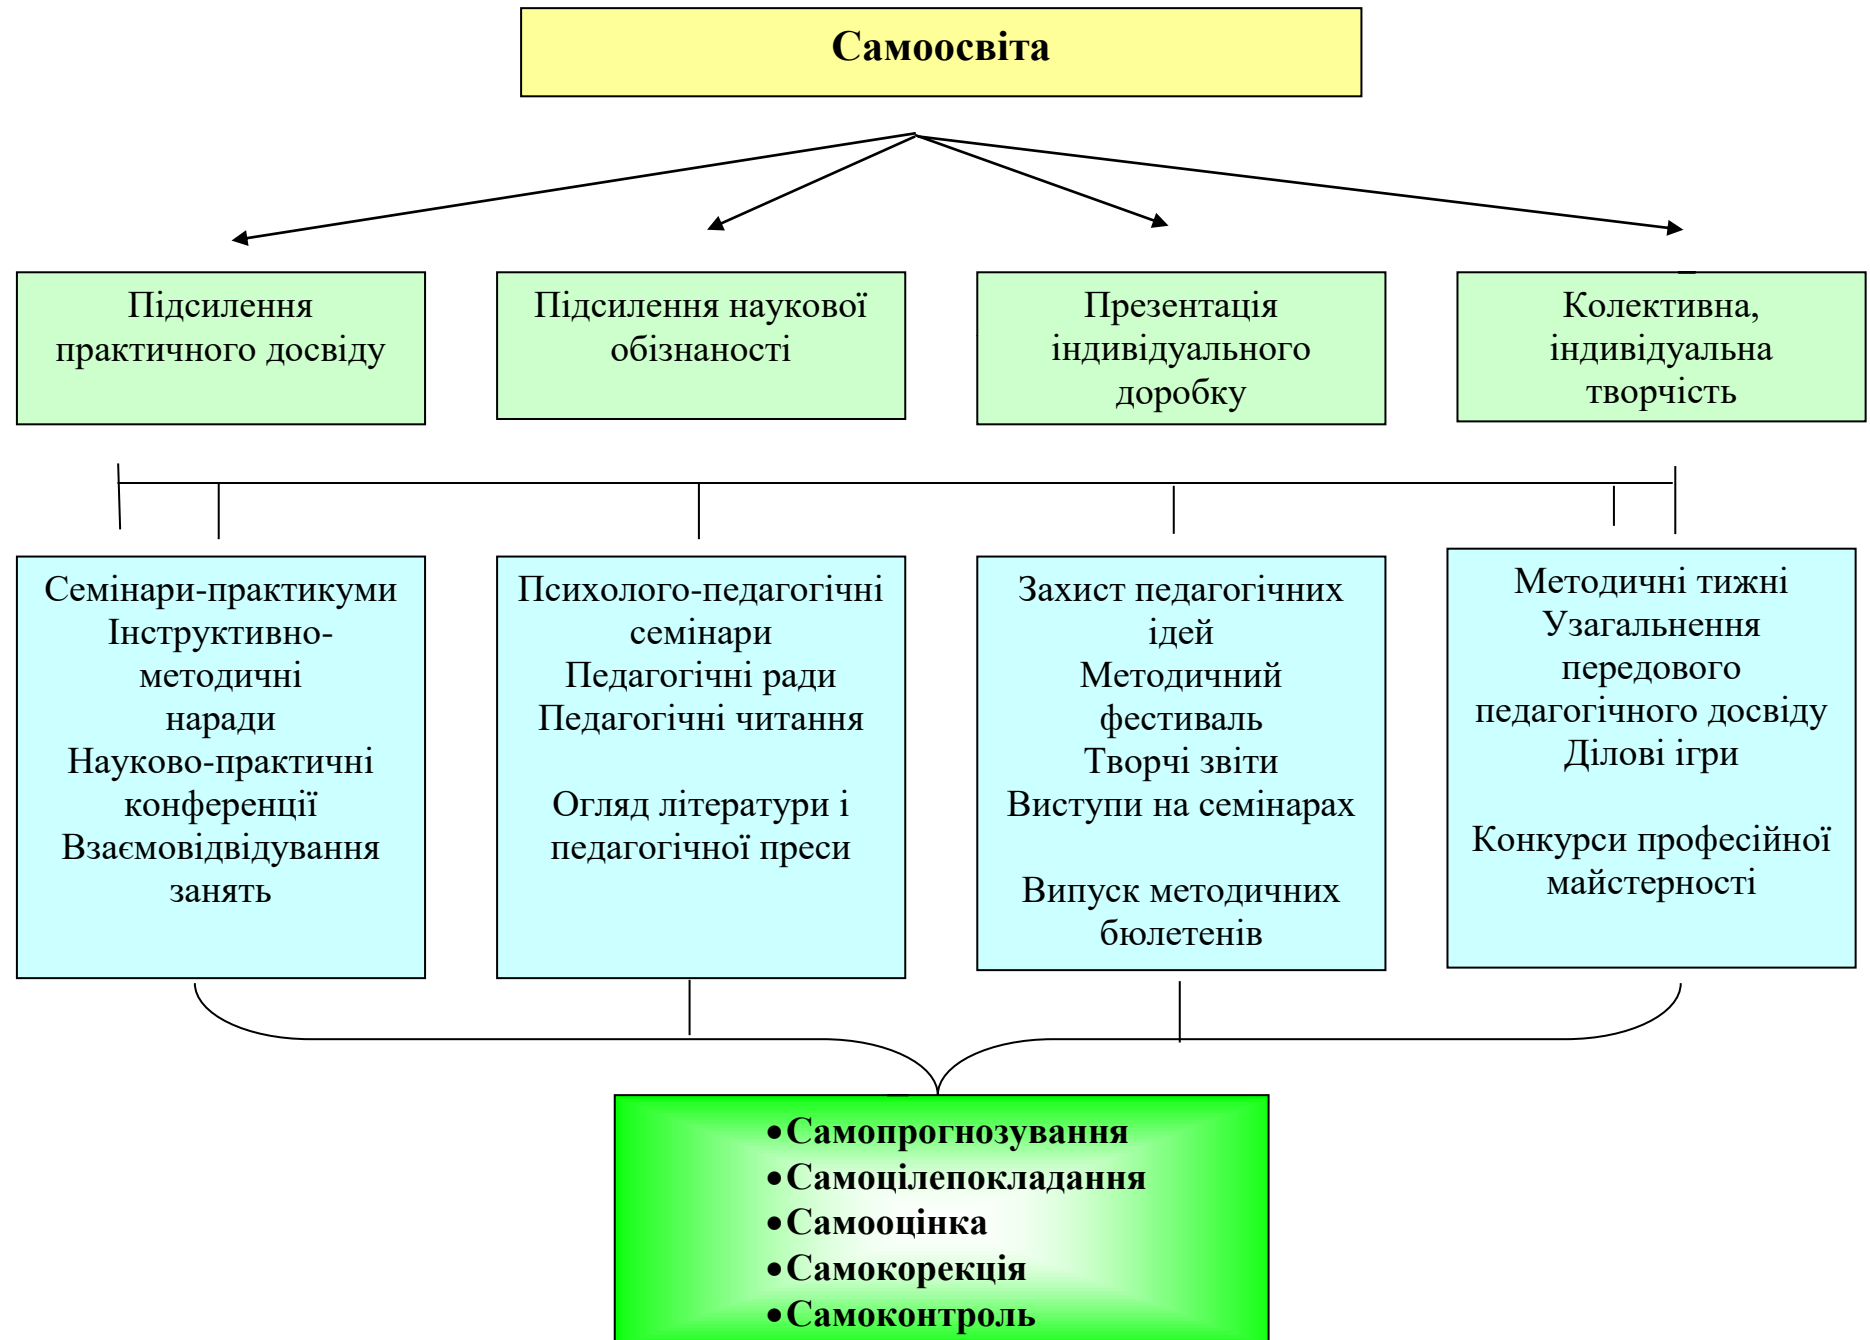 Самоосвіта
Підсилення
практичного досвіду
Підсилення наукової
обізнаності
Презентація
індивідуального
доробку
Колективна,
індивідуальна
творчість
Семінари-практикуми
Інструктивно-
методичні
наради
Науково-практичні
конференції
Взаємовідвідування
занять
Психолого-педагогічні
семінари
Педагогічні ради
Педагогічні читання
Огляд літератури і
педагогічної преси
Захист педагогічних
ідей
Методичний
фестиваль
Творчі звіти
Виступи на семінарах
Випуск методичних
бюлетенів
Методичні тижні
Узагальнення
передового
педагогічного досвіду
Ділові ігри
Конкурси професійної
майстерності
•Самопрогнозування
•Самоцілепокладання
•Самооцінка
•Самокорекція
•Самоконтроль